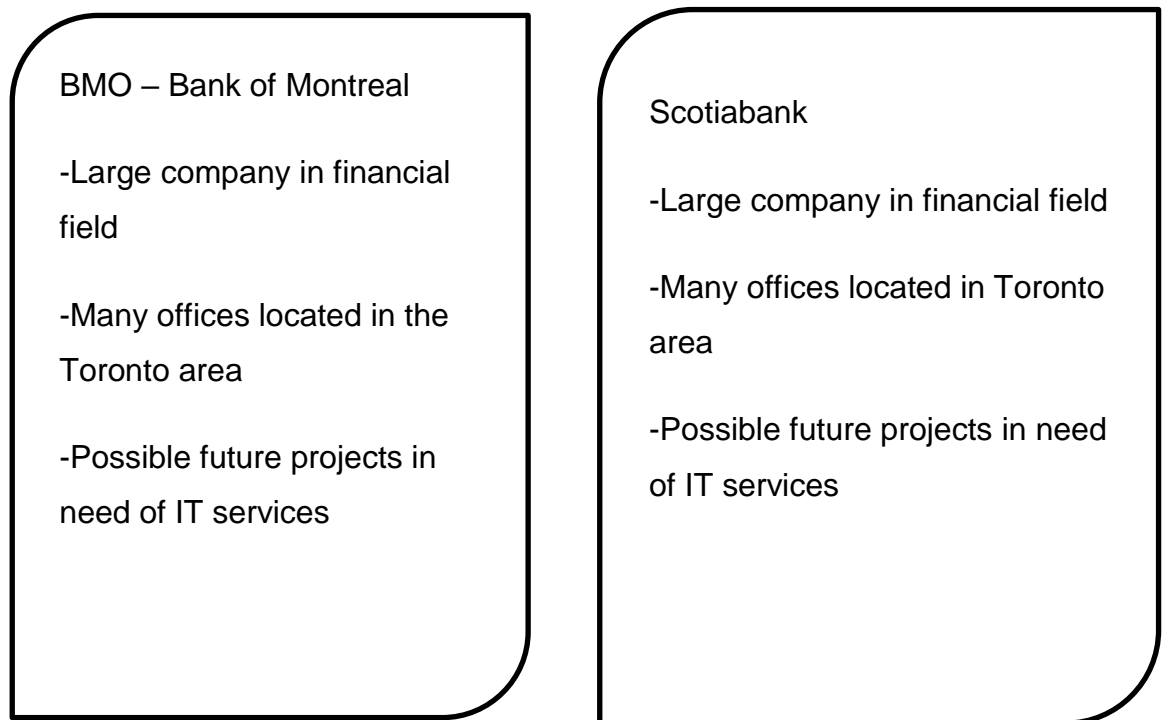 BMO – Bank of Montreal
-Large company in financial
field
-Many offices located in the
Toronto area
-Possible future projects in
need of IT services
Scotiabank
-Large company in financial field
-Many offices located in Toronto
area
-Possible future projects in need
of IT services